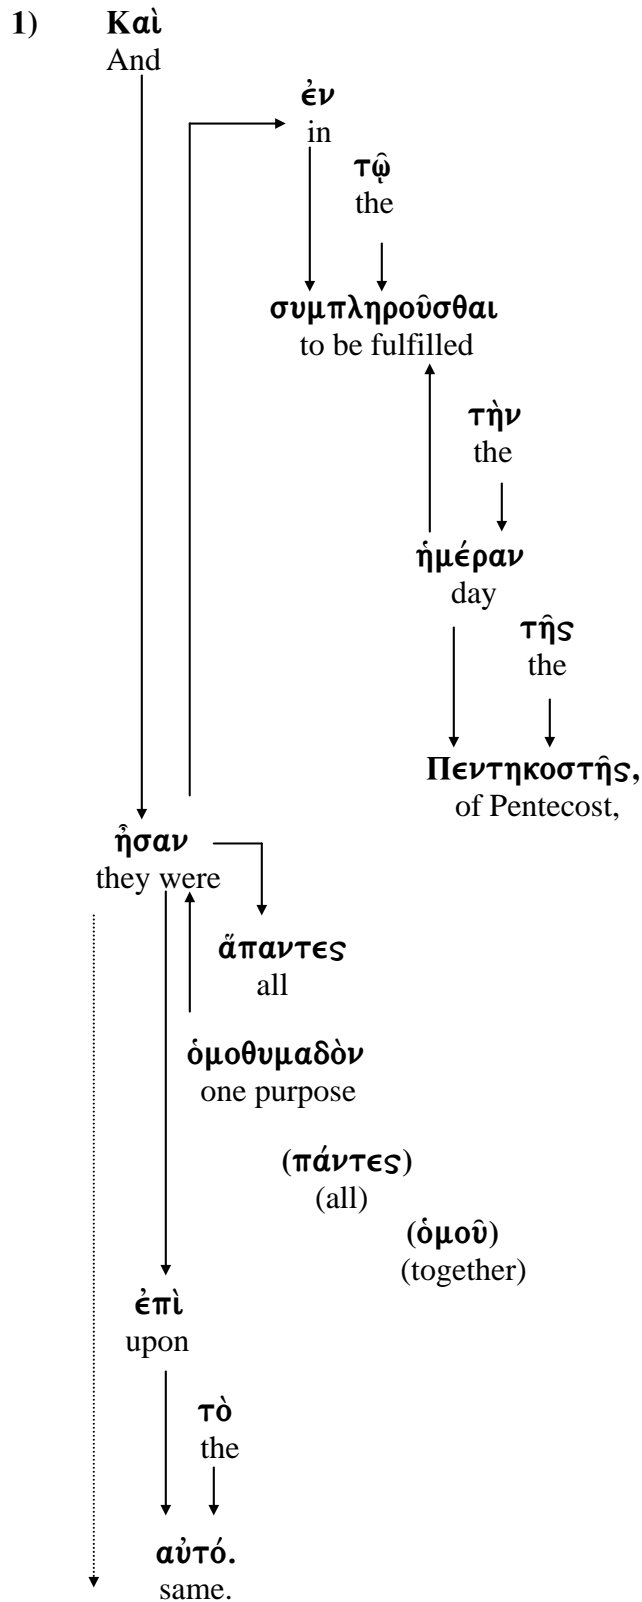 1) Καὶ
And
ἐν
in
τῷ
the
συμπληροῦσθαι
to be fulfilled
τὴν
the
ἡμέραν
day
τῆς
the
Πεντηκοστῆς,
of Pentecost,
ἦσαν
they were
ἅπαντες
all
ὁμοθυμαδὸν
one purpose
(πάντες)
(all)
(ὁμοῦ)
(together)
ἐπὶ
upon
τὸ
the
αὐτό.
same.